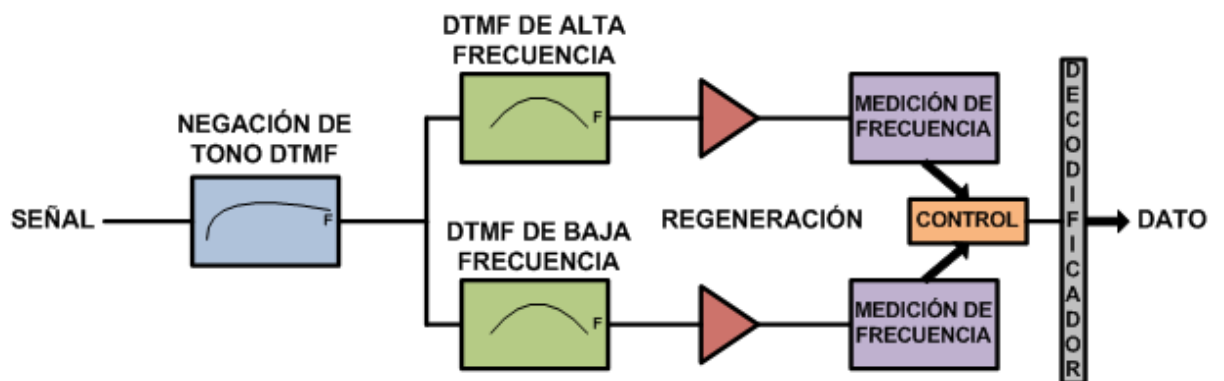 DTMF DE ALTA
FRECUENCIA
F
MEDICIÓN DE
FRECUENCIA
NEGACIÓN DE
TONO DTMF
F
SEÑAL
DTMF DE BAJA
FRECUENCIA
F
REGENERACIÓN
CONTROL
MEDICIÓN DE
FRECUENCIA
DECODIFICADOR
DATO